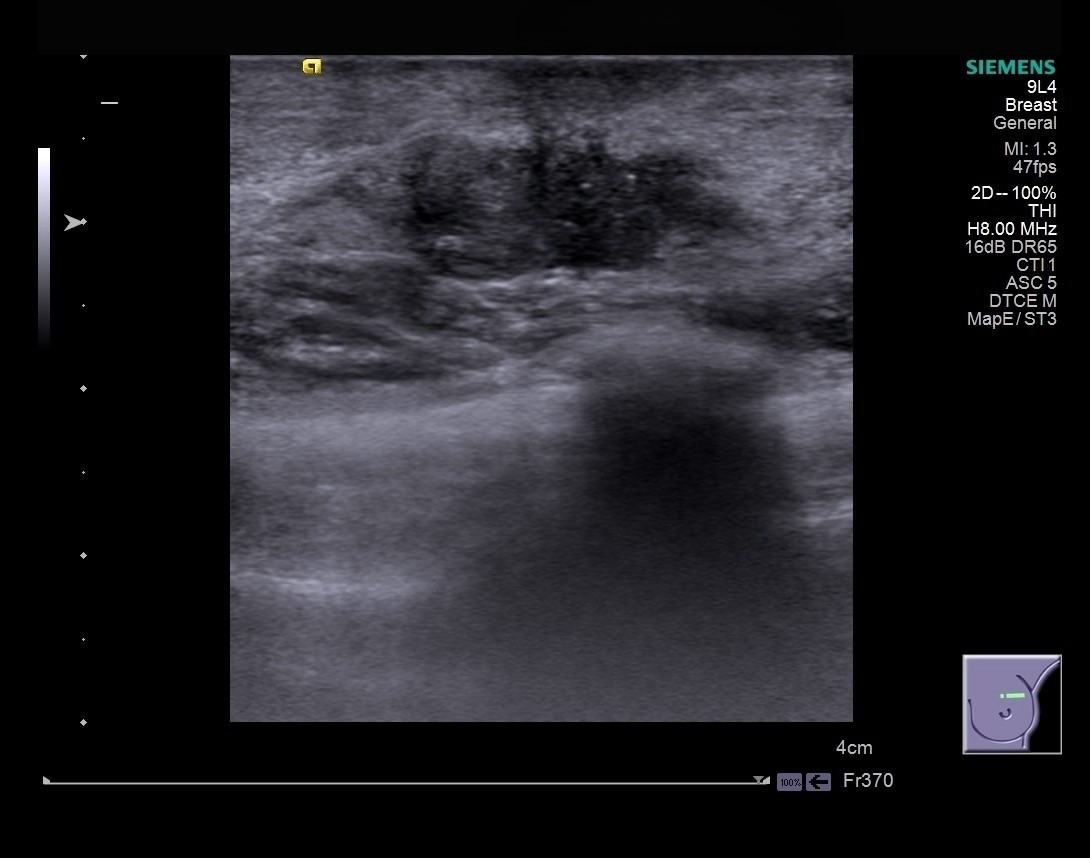 SIEMENS
9L4
Breast
General
MI: 1.3
47fps
2D--100%
THI
H8.00 MHz
16dB DR65
CTI 1
ASC 5
DTCE M
MapE / ST3
4cm
100%
Fr370